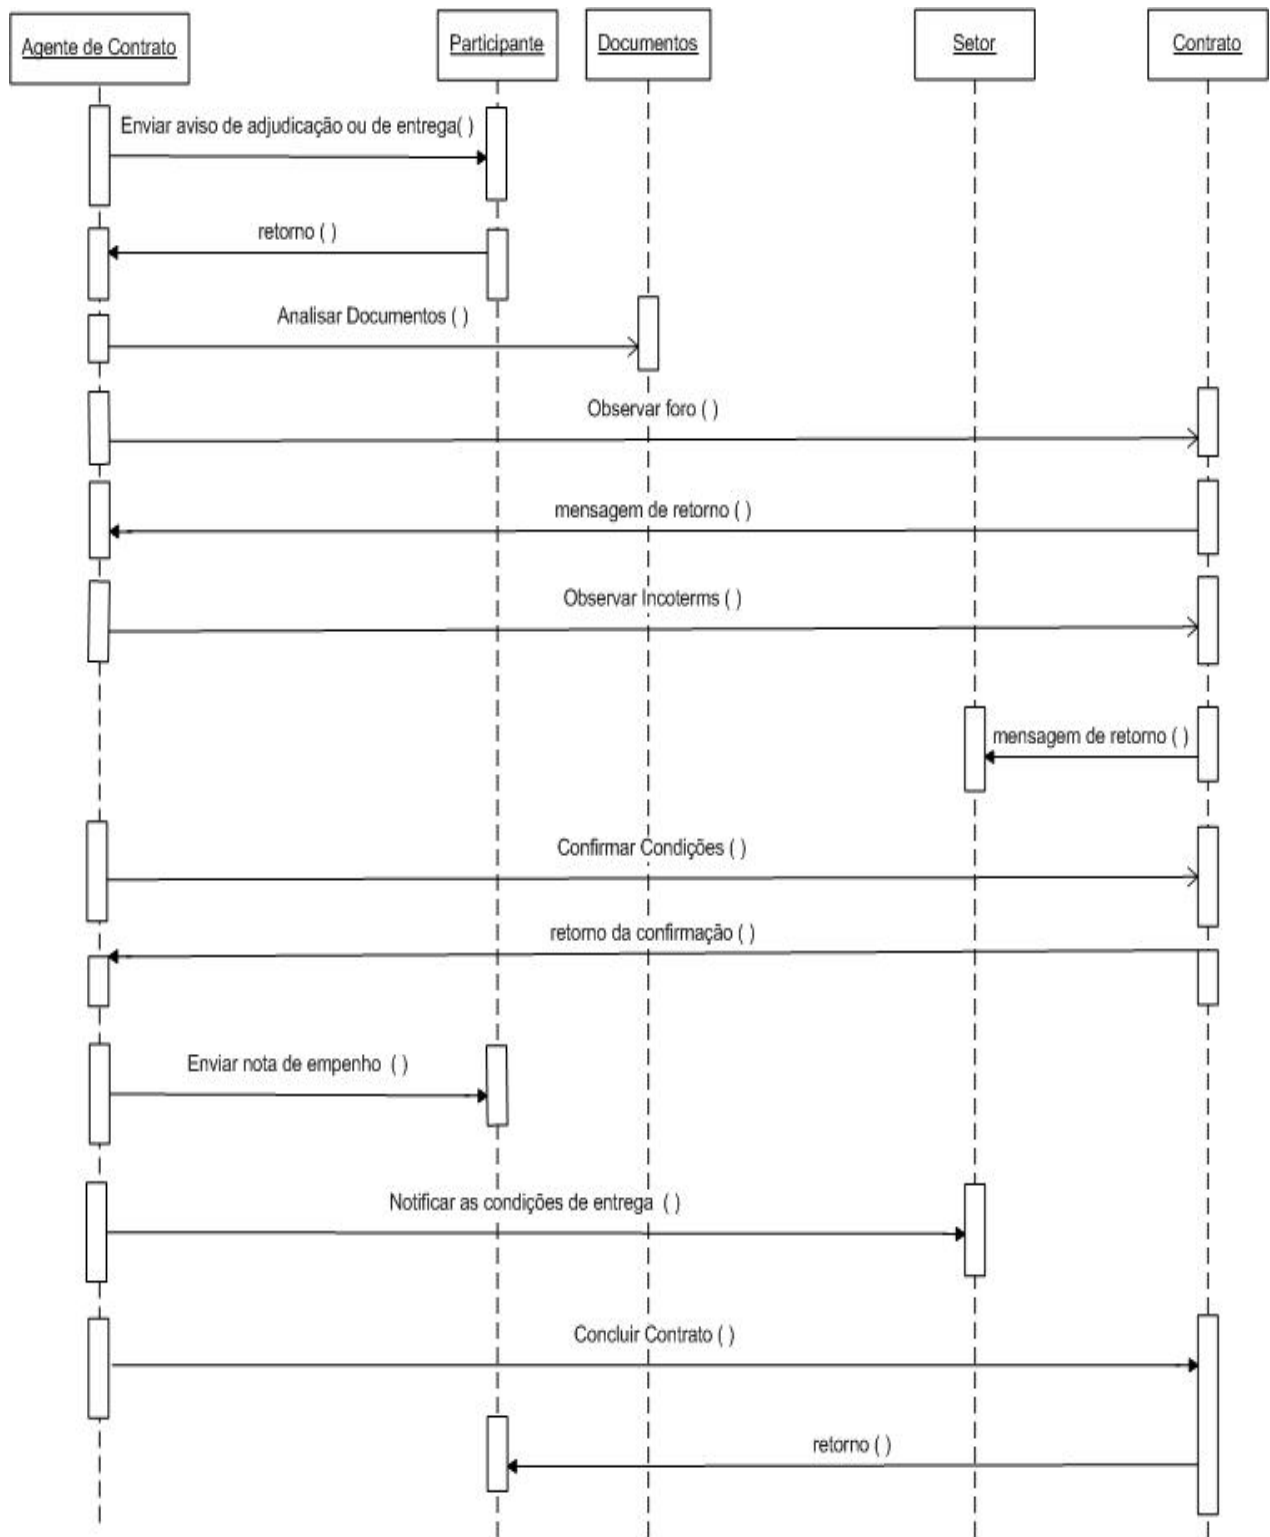 Agente de Contrato
Participante
Documentos
Setor
Contrato
Enviar aviso de adjudicação ou de entrega( )
retorno ( )
Analisar Documentos ( )
Observar foro ( )
mensagem de retorno ( )
Observar Incoterms ( )
mensagem de retorno ( )
Confirmar Condições ( )
retorno da confirmação ( )
Enviar nota de empenho ( )
Notificar as condições de entrega ( )
Concluir Contrato ( )
retorno ( )